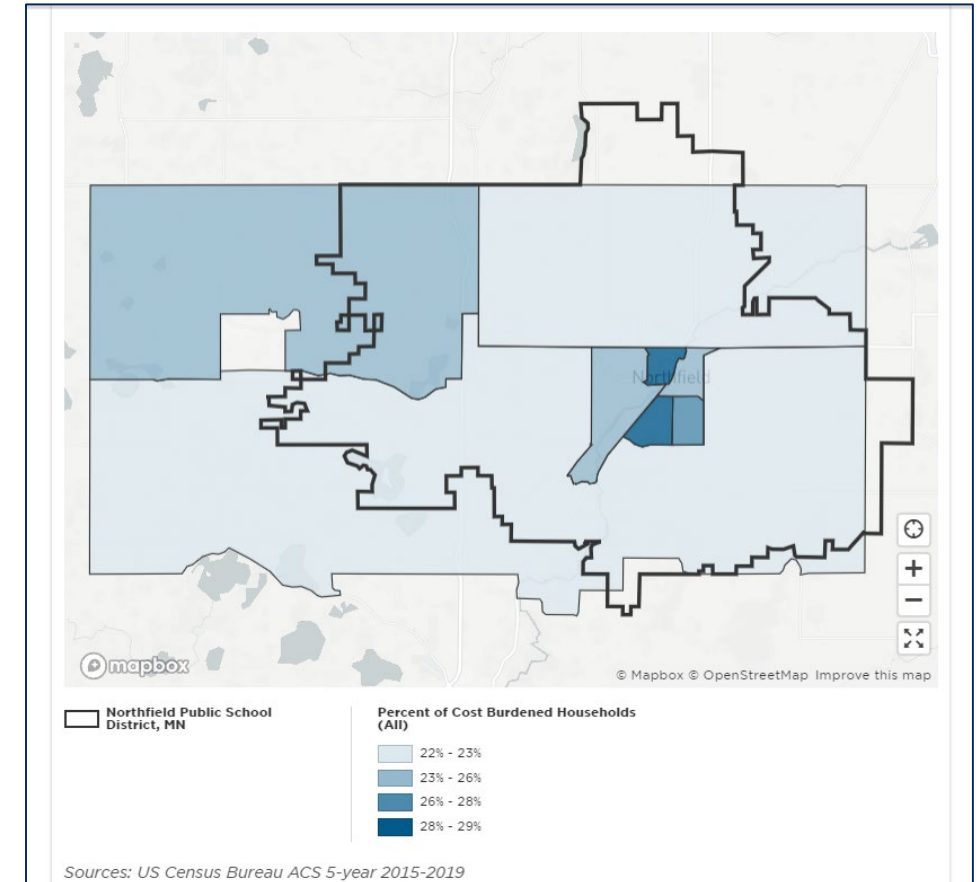 Northfield
mapbox
© Mapbox © OpenStreetMap Improve this map
Northfield Public School
District, MN
Percent of Cost Burdened Households
(All)
22% - 23%
23% - 26%
26% - 28%
28% - 29%
Sources: US Census Bureau ACS 5-year 2015-2019